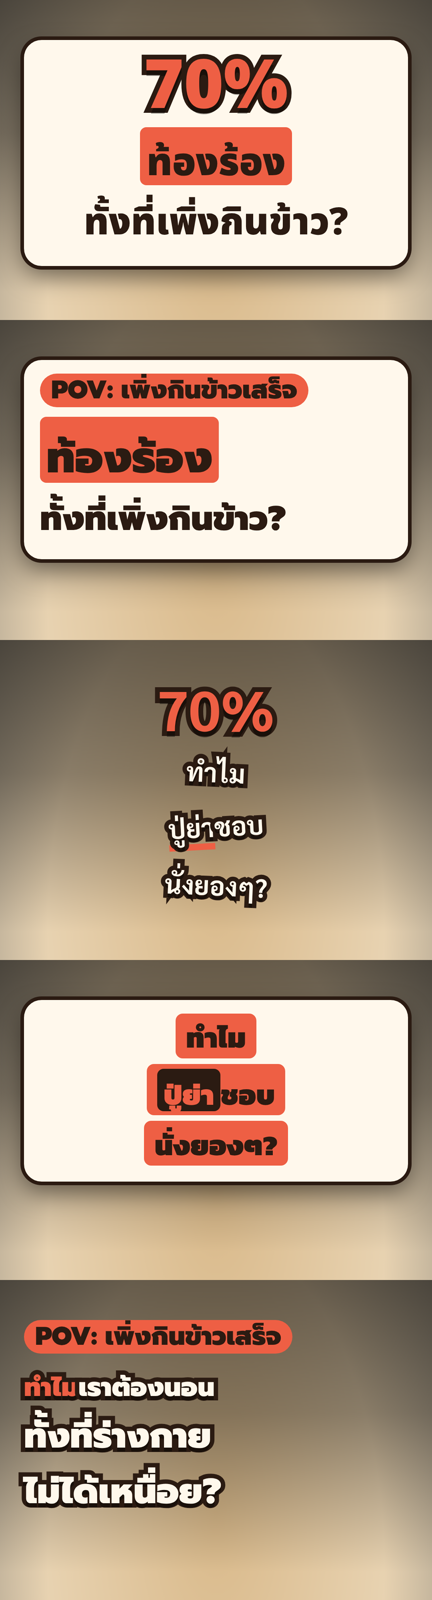 70%
ท้องร้อง
ทั้งที่เพิ่งกินข้าว?
POV: เพิ่งกินข้าวเสร็จ
ท้องร้อง
ทั้งที่เพิ่งกินข้าว?
70%
ทำไม
ปู่ย่าชอบ
นั่งยองๆ?
ทำไม
ปู่ย่าชอบ
นั่งยองๆ?
POV: เพิ่งกินข้าวเสร็จ
ทำไมเราต้องนอน
ทั้งที่ร่างกาย
ไม่ได้เหนื่อย?